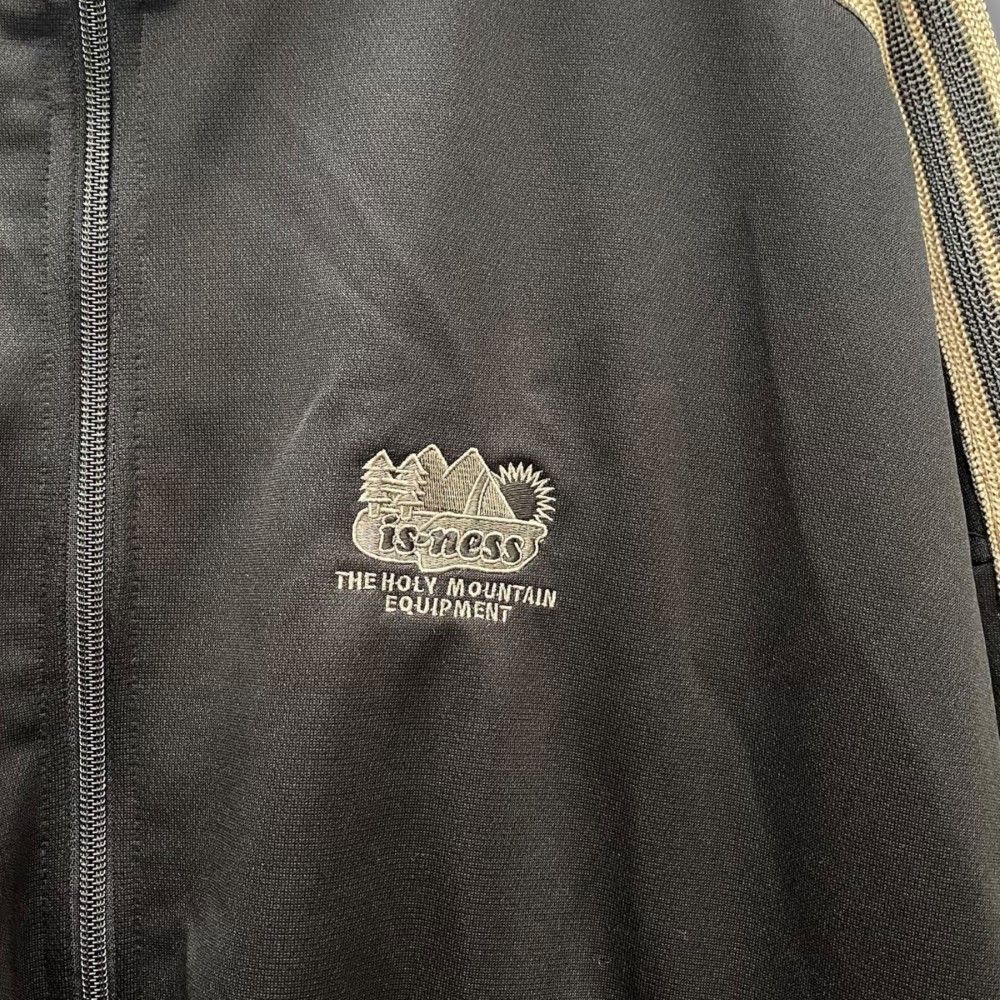 is-ness
THE HOLY MOUNTAIN
EQUIPMENT